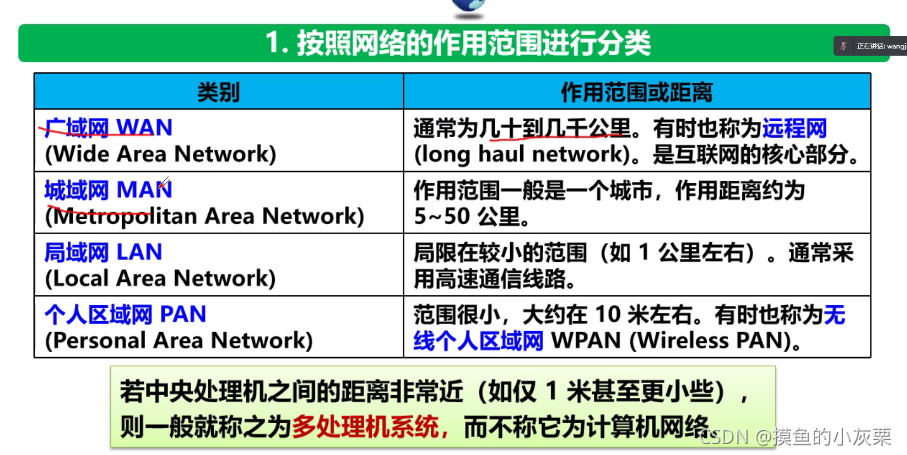 1. 按照网络的作用范围进行分类
正在讲话: wangj
类别
作用范围或距离
广域网 WAN
(Wide Area Network)
通常为几十到几千公里。有时也称为远程网
(long haul network)。是互联网的核心部分。
城域网 MAN
(Metropolitan Area Network)
作用范围一般是一个城市，作用距离约为
5~50 公里。
局域网 LAN
(Local Area Network)
局限在较小的范围（如 1 公里左右）。通常采
用高速通信线路。
个人区域网 PAN
(Personal Area Network)
范围很小，大约在 10 米左右。有时也称为无
线个人区域网 WPAN (Wireless PAN)。
若中央处理机之间的距离非常近（如仅 1 米甚至更小些），
则一般就称之为多处理机系统，而不称它为计算机网络。
CSDN @摸鱼的小灰栗